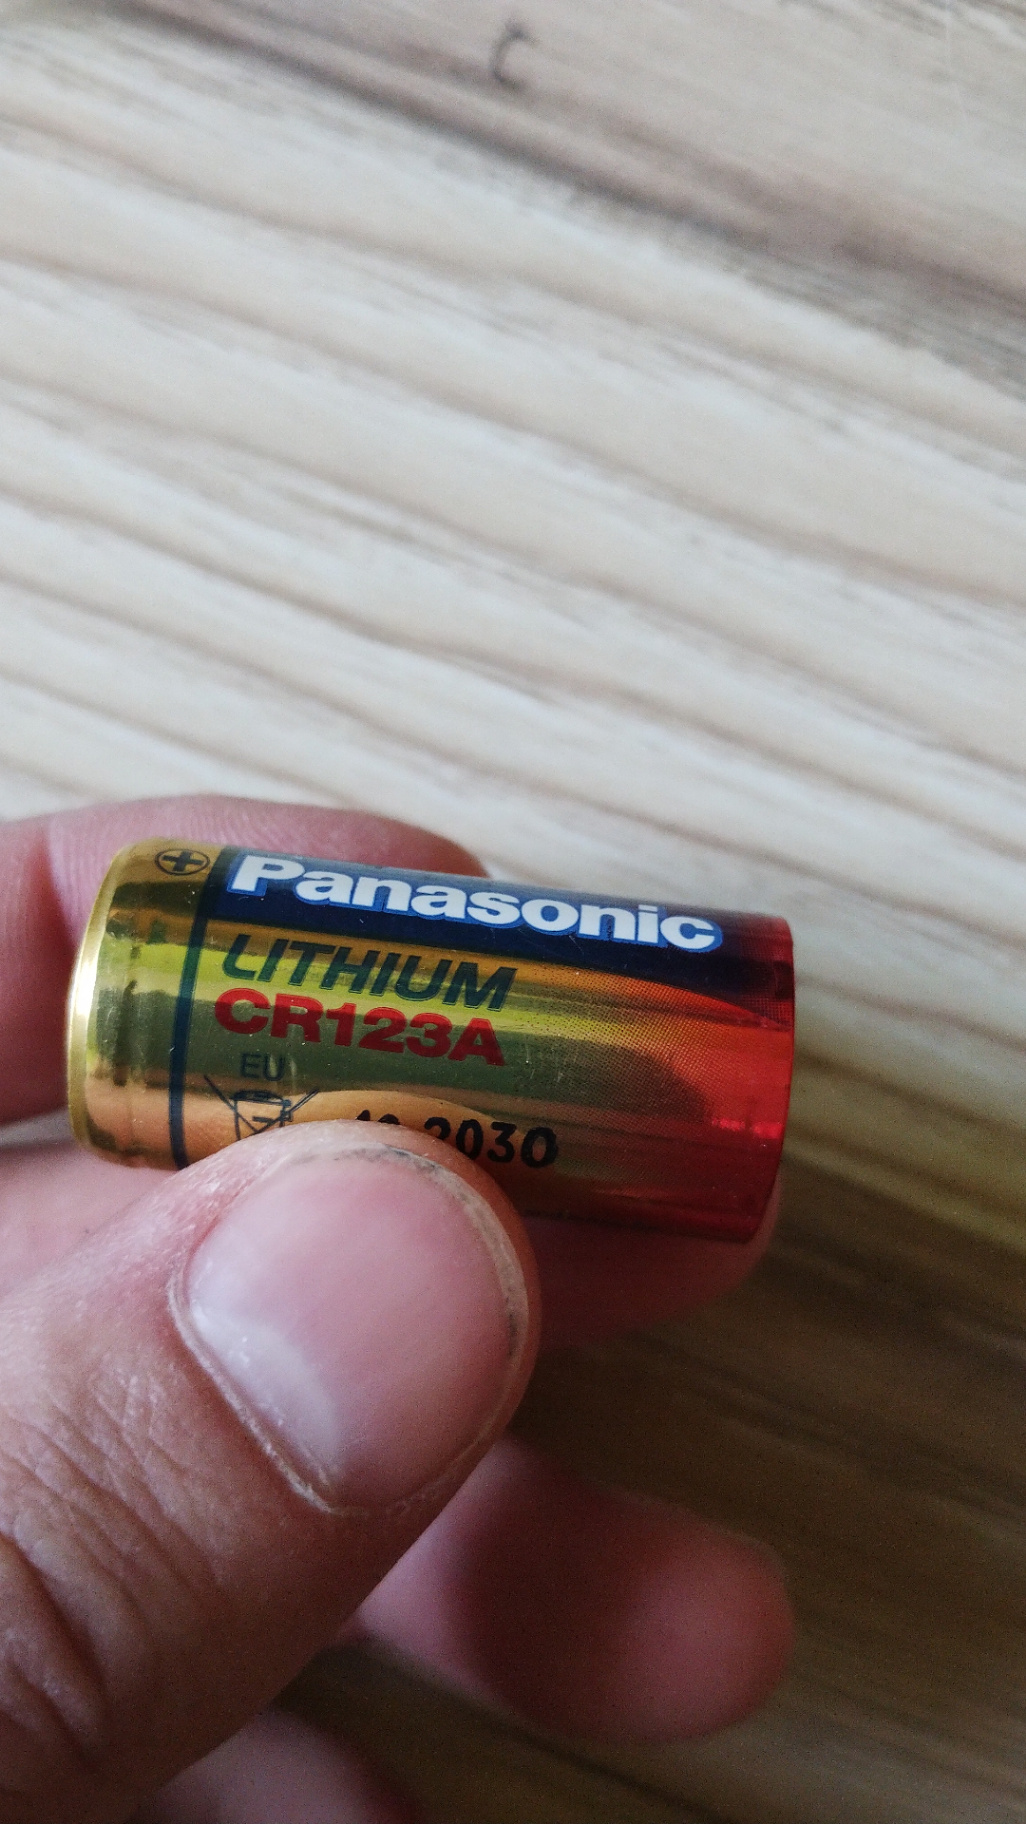 Panasonic
LITHIUM
CR123A
EU
2030